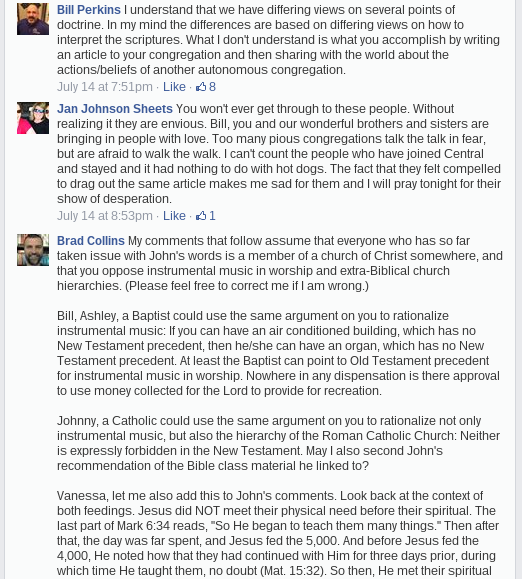 Bill Perkins I understand that we have differing views on several points of
doctrine. In my mind the differences are based on differing views on how to
interpret the scriptures. What I don't understand is what you accomplish by writing
an article to your congregation and then sharing with the world about the
actions/beliefs of another autonomous congregation.
July 14 at 7:51pm · Like · 8
Jan Johnson Sheets You won't ever get through to these people. Without
realizing it they are envious. Bill, you and our wonderful brothers and sisters are
bringing in people with love. Too many pious congregations talk the talk in fear,
but are afraid to walk the walk. I can't count the people who have joined Central
and stayed and it had nothing to do with hot dogs. The fact that they felt compelled
to drag out the same article makes me sad for them and I will pray tonight for their
show of desperation.
July 14 at 8:53pm · Like · 1
Brad Collins My comments that follow assume that everyone who has so far
taken issue with John's words is a member of a church of Christ somewhere, and
that you oppose instrumental music in worship and extra-Biblical church
hierarchies. (Please feel free to correct me if I am wrong.)
Bill, Ashley, a Baptist could use the same argument on you to rationalize
instrumental music: If you can have an air conditioned building, which has no
New Testament precedent, then he/she can have an organ, which has no New
Testament precedent. At least the Baptist can point to Old Testament precedent
for instrumental music in worship. Nowhere in any dispensation is there approval
to use money collected for the Lord to provide for recreation.
Johnny, a Catholic could use the same argument on you to rationalize not only
instrumental music, but also the hierarchy of the Roman Catholic Church: Neither
is expressly forbidden in the New Testament. May I also second John's
recommendation of the Bible class material he linked to?
Vanessa, let me also add this to John's comments. Look back at the context of
both feedings. Jesus did NOT meet their physical need before their spiritual. The
last part of Mark 6:34 reads, "So He began to teach them many things." Then after
that, the day was far spent, and Jesus fed the 5,000. And before Jesus fed the
4,000, He noted how that they had continued with Him for three days prior, during
which time He taught them, no doubt (Mat. 15:32). So then, He met their spiritual